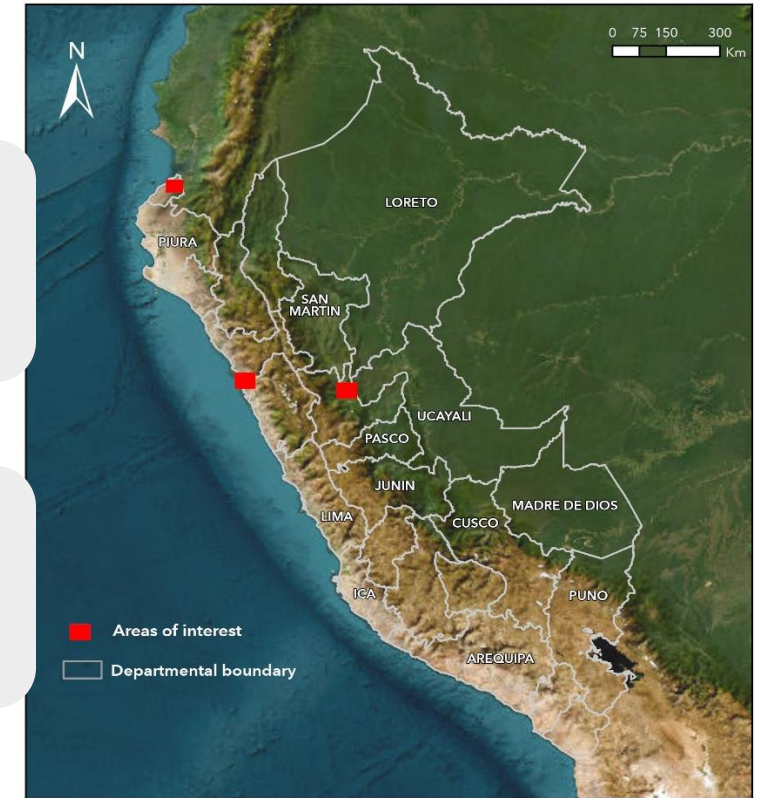 N
0 75 150 300
Km
LORETO
PIURA
SAN
MARTIN
UCAYALI
PASCO
JUNIN
MADRE DE DIOS
LIMA
CUSCO
ICA
PUNO
AREQUIPA
Areas of interest
Departmental boundary